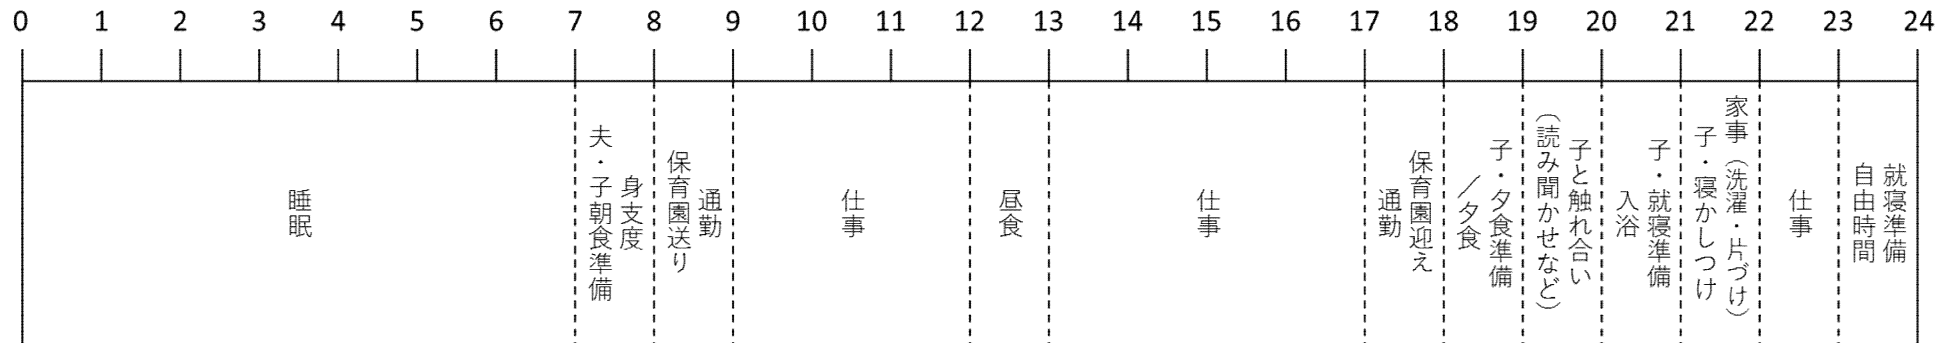 0 1 2 3 4 5 6 7 8 9 10 11 12 13 14 15 16 17 18 19 20 21 22 23 24
睡眠
身支度
夫・子朝食準備
通勤
保育園送り
仕事
昼食
仕事
保育園迎え
通勤
子・夕食準備
／夕食
子と触れ合い
（読み聞かせなど）
子・就寝準備
入浴
家事（洗濯・片づけ）
子・寝かしつけ
仕事
就寝準備
自由時間